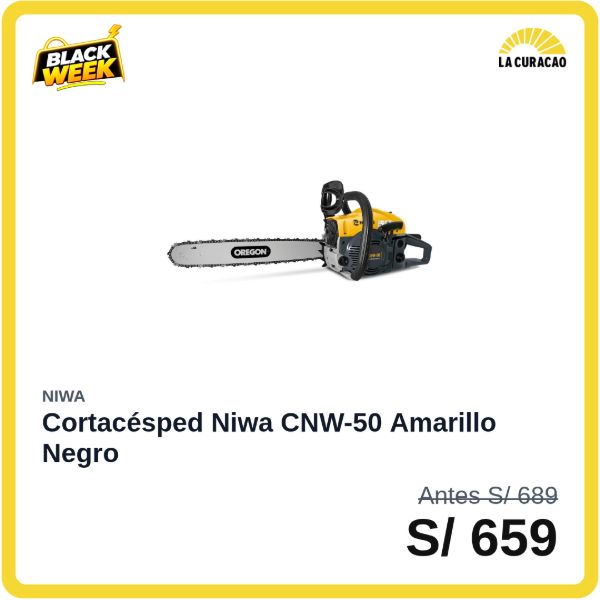 BLACK
WEEK
LA CURACAO
OREGON
NIWA
Cortacésped Niwa CNW-50 Amarillo
Negro
Antes S/ 689
S/ 659